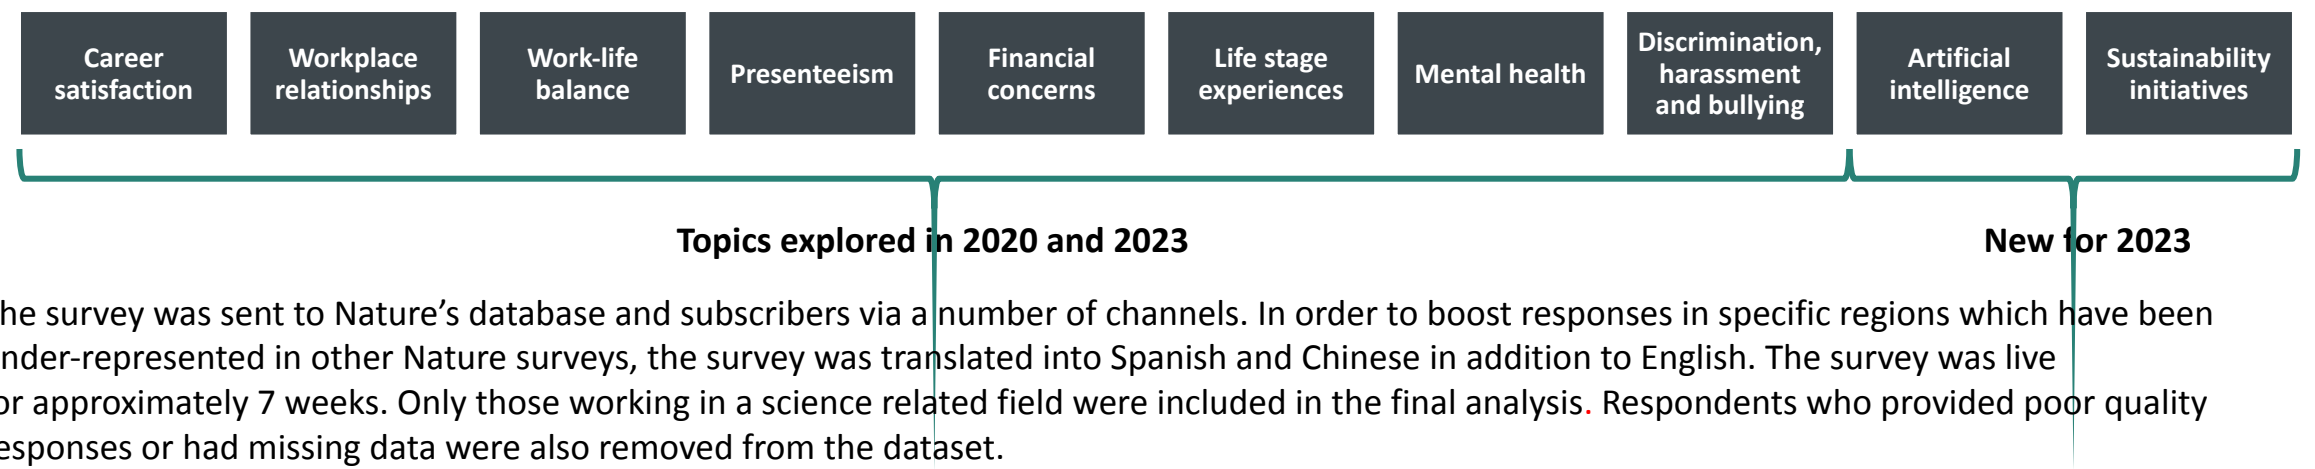 Career
satisfaction
Workplace
relationships
Work-life
balance
Presenteeism
Financial
concerns
Life stage
experiences
Mental health
Discrimination,
harassment
and bullying
Artificial
intelligence
Sustainability
initiatives
Topics explored in 2020 and 2023
New for 2023
he survey was sent to Nature’s database and subscribers via a number of channels. In order to boost responses in specific regions which have been
nder-represented in other Nature surveys, the survey was translated into Spanish and Chinese in addition to English. The survey was live
or approximately 7 weeks. Only those working in a science related field were included in the final analysis. Respondents who provided poor quality
esponses or had missing data were also removed from the dataset.